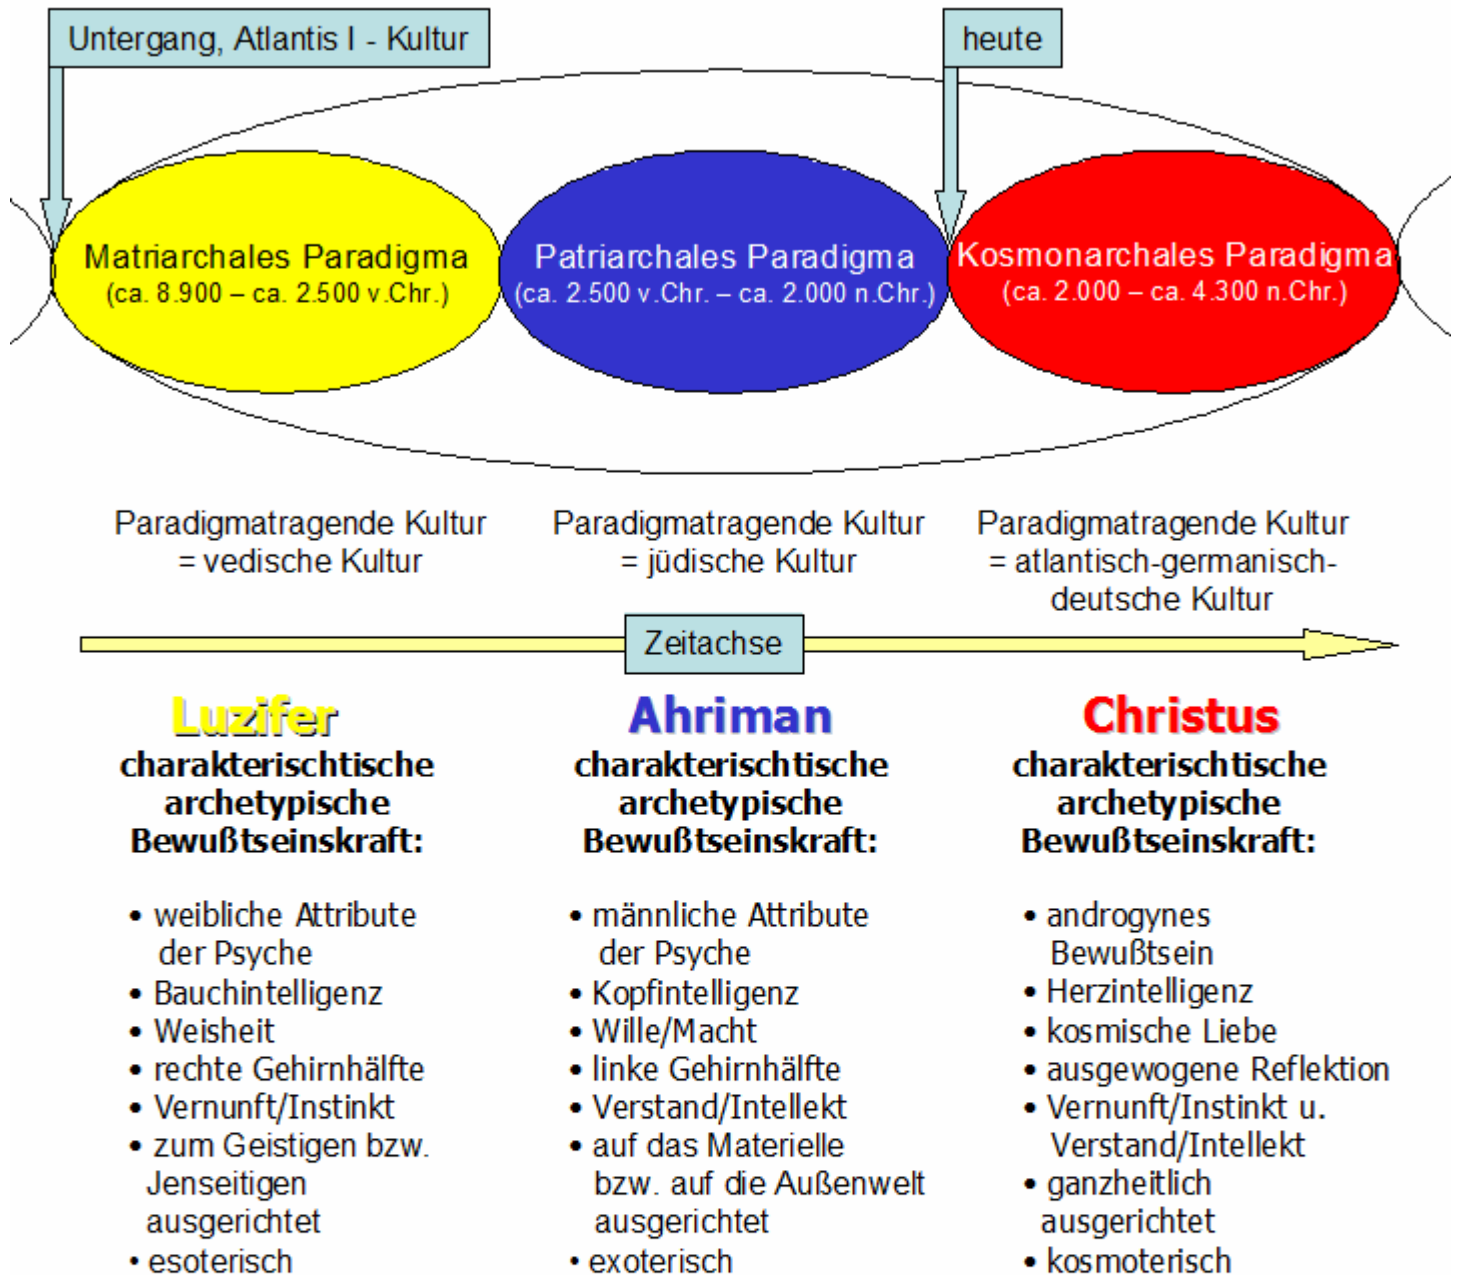 Untergang, Atlantis I - Kultur
heute
Matriarchales Paradigma
(ca. 8.900 – ca. 2.500 v.Chr.)
Patriarchales Paradigma
(ca. 2.500 v.Chr. – ca. 2.000 n.Chr.)
Kosmonarchales Paradigma
(ca. 2.000 – ca. 4.300 n.Chr.)
Paradigmatragende Kultur
= vedische Kultur
Paradigmatragende Kultur
= jüdische Kultur
Paradigmatragende Kultur
= atlantisch-germanisch-
deutsche Kultur
Zeitachse
Luzifer
charakterischtische
archetypische
Bewußtseinskraft:
• weibliche Attribute
der Psyche
• Bauchintelligenz
• Weisheit
• rechte Gehirnhälfte
• Vernunft/Instinkt
• zum Geistigen bzw.
Jenseitigen
ausgerichtet
• esoterisch
Ahriman
charakterischtische
archetypische
Bewußtseinskraft:
• männliche Attribute
der Psyche
• Kopfintelligenz
• Wille/Macht
• linke Gehirnhälfte
• Verstand/Intellekt
• auf das Materielle
bzw. auf die Außenwelt
ausgerichtet
• exoterisch
Christus
charakterischtische
archetypische
Bewußtseinskraft:
• androgynes
Bewußtsein
• Herzintelligenz
• kosmische Liebe
• ausgewogene Reflektion
• Vernunft/Instinkt u.
Verstand/Intellekt
• ganzheitlich
ausgerichtet
• kosmoterisch